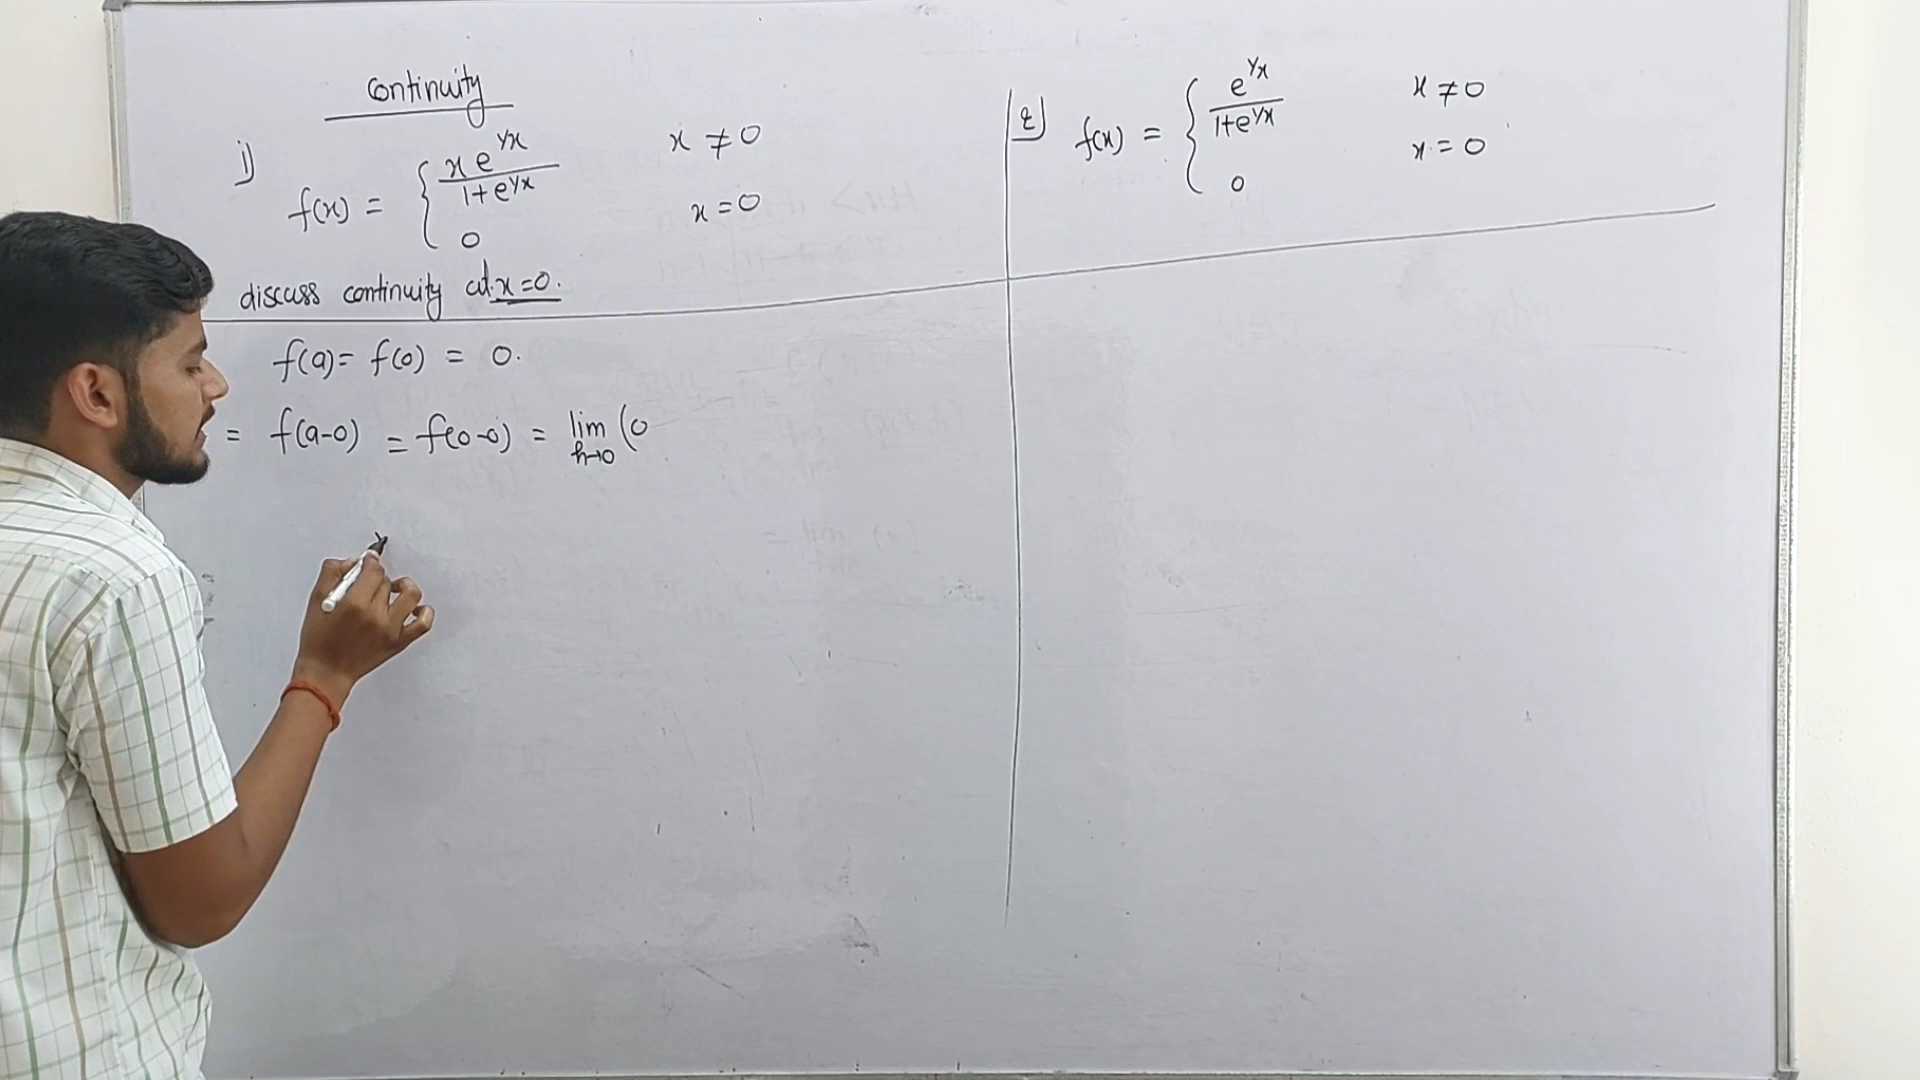 continuity
i)
f(x) = { x e^1/x / 1+e^1/x x ≠ 0
0 x = 0
discuss continuity at x=0.
f(a)= f(0) = 0.
= f(a-0) = f(0-0) = lim h→0 (0
2) f(x) = { e^1/x / 1+e^1/x x ≠ 0
0 x = 0